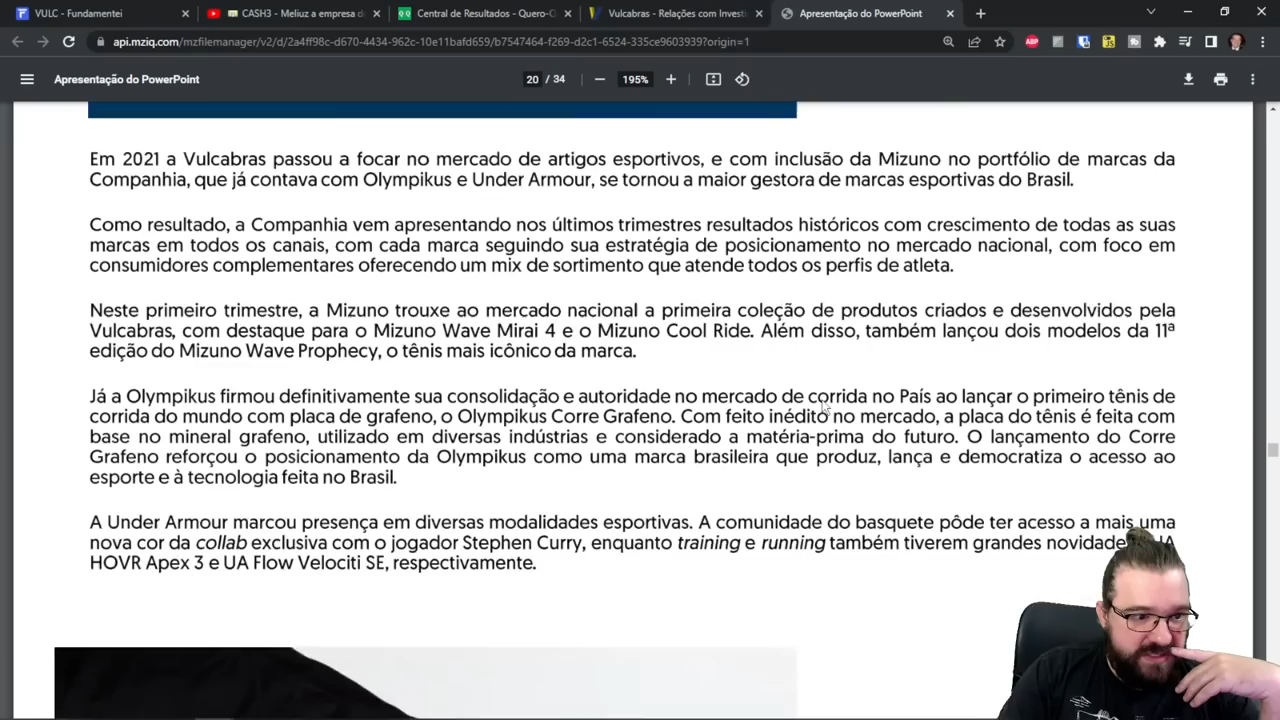 VULC - Fundamentei
CASH3 - Meliuz a empresa d
Central de Resultados - Quero-C
Vulcabras - Relações com Investi
Apresentação do PowerPoint
api.mziq.com/mzfilemanager/v2/d/2a4ff98c-d670-4434-962c-10e11bafd659/b7547464-f269-d2c1-6524-335ce9603939?origin=1
Apresentação do PowerPoint
20 / 34
195%
Em 2021 a Vulcabras passou a focar no mercado de artigos esportivos, e com inclusão da Mizuno no portfólio de marcas da
Companhia, que já contava com Olympikus e Under Armour, se tornou a maior gestora de marcas esportivas do Brasil.
Como resultado, a Companhia vem apresentando nos últimos trimestres resultados históricos com crescimento de todas as suas
marcas em todos os canais, com cada marca seguindo sua estratégia de posicionamento no mercado nacional, com foco em
consumidores complementares oferecendo um mix de sortimento que atende todos os perfis de atleta.
Neste primeiro trimestre, a Mizuno trouxe ao mercado nacional a primeira coleção de produtos criados e desenvolvidos pela
Vulcabras, com destaque para o Mizuno Wave Mirai 4 e o Mizuno Cool Ride. Além disso, também lançou dois modelos da 11ª
edição do Mizuno Wave Prophecy, o tênis mais icônico da marca.
Já a Olympikus firmou definitivamente sua consolidação e autoridade no mercado de corrida no País ao lançar o primeiro tênis de
corrida do mundo com placa de grafeno, o Olympikus Corre Grafeno. Com feito inédito no mercado, a placa do tênis é feita com
base no mineral grafeno, utilizado em diversas indústrias e considerado a matéria-prima do futuro. O lançamento do Corre
Grafeno reforçou o posicionamento da Olympikus como uma marca brasileira que produz, lança e democratiza o acesso ao
esporte e à tecnologia feita no Brasil.
A Under Armour marcou presença em diversas modalidades esportivas. A comunidade do basquete pôde ter acesso a mais uma
nova cor da collab exclusiva com o jogador Stephen Curry, enquanto training e running também tiverem grandes novidade
HOVR Apex 3 e UA Flow Velociti SE, respectivamente.